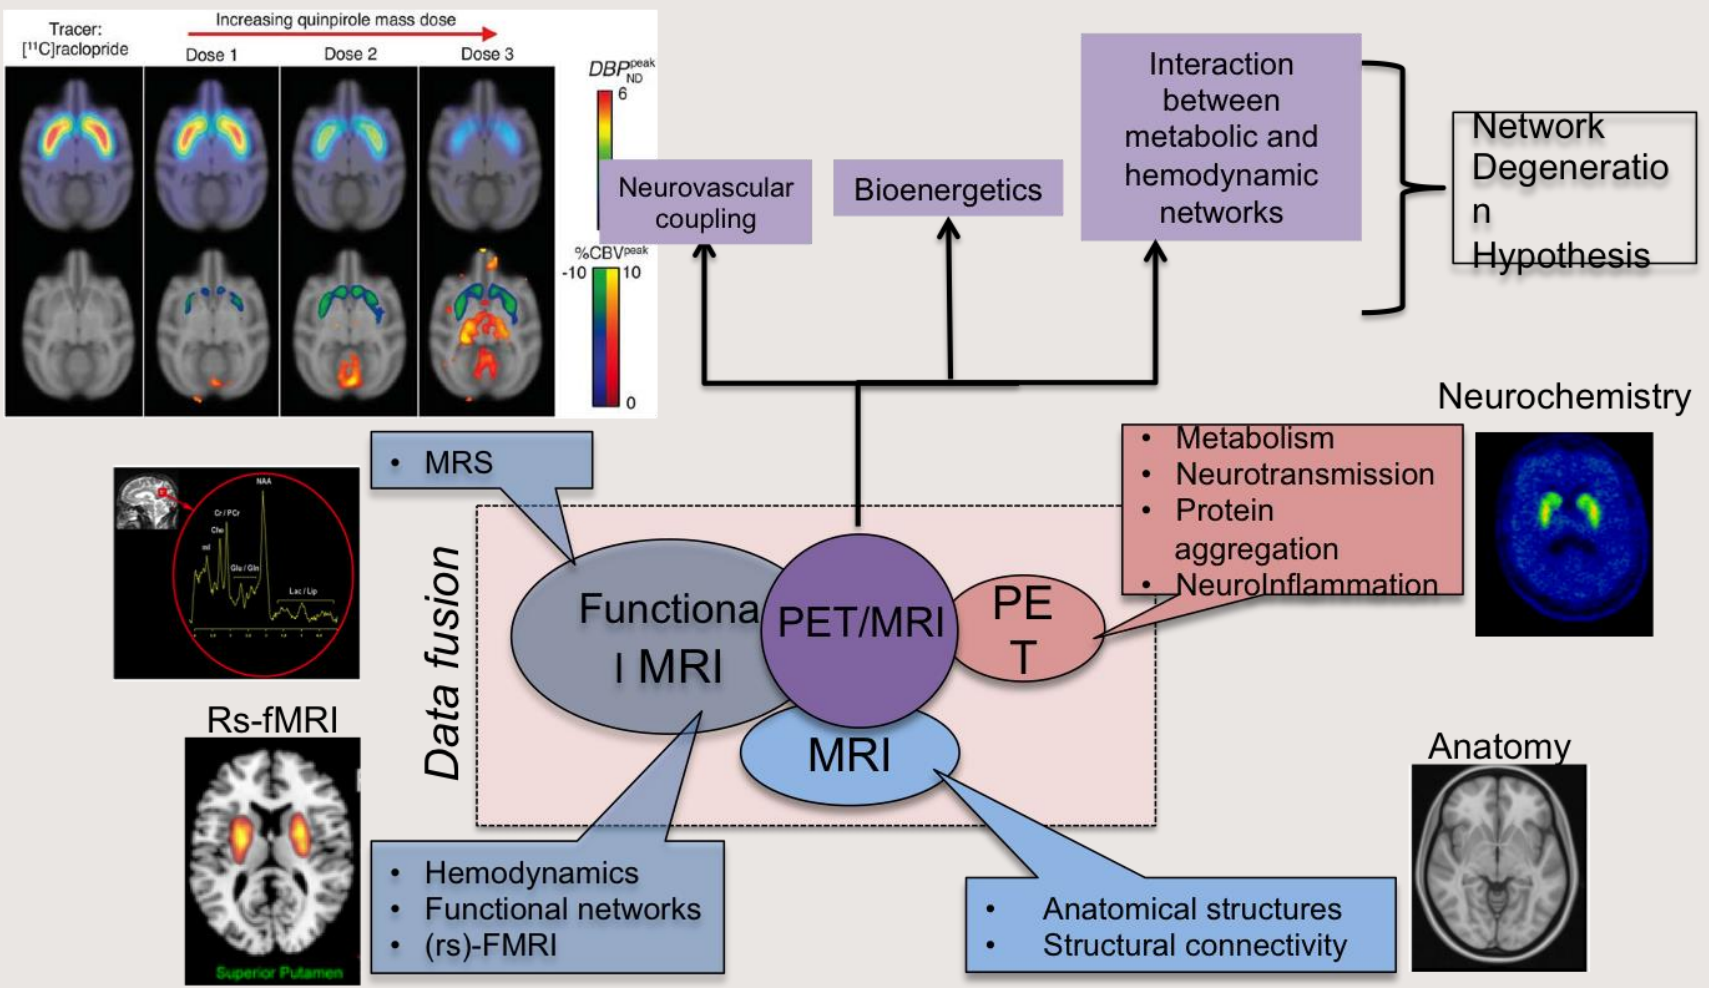 Tracer:
[¹¹C]raclopride
Increasing quinpirole mass dose
Dose 1
Dose 2
Dose 3
DBP peak ND
6
%CBVpeak
-10
10
0
Neurovascular
coupling
Bioenergetics
Interaction
between
metabolic and
hemodynamic
networks
Network
Degeneratio
n
Hypothesis
Neurochemistry
• MRS
• Metabolism
• Neurotransmission
• Protein
aggregation
• NeuroInflammation
NAA
Cr / PCr
Cho
mI
Glu / Gln
Lac / Lip
Data fusion
Functiona
l MRI
PET/MRI
PE
T
MRI
Rs-fMRI
Superior Putamen
Anatomy
• Hemodynamics
• Functional networks
• (rs)-FMRI
• Anatomical structures
• Structural connectivity